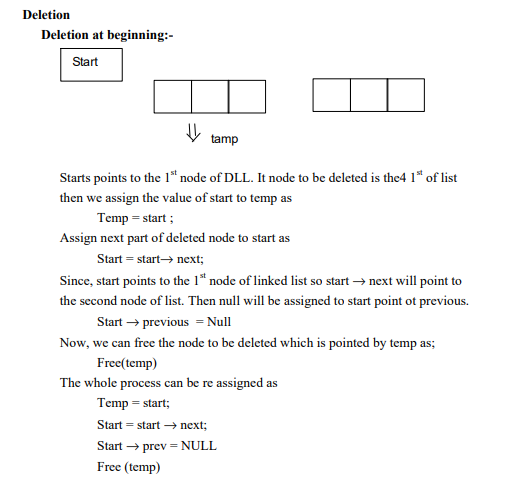 Deletion
Deletion at beginning:-
Start
tamp
Starts points to the 1st node of DLL. It node to be deleted is the4 1st of list
then we assign the value of start to temp as
Temp = start ;
Assign next part of deleted node to start as
Start = start→ next;
Since, start points to the 1st node of linked list so start → next will point to
the second node of list. Then null will be assigned to start point ot previous.
Start → previous = Null
Now, we can free the node to be deleted which is pointed by temp as;
Free(temp)
The whole process can be re assigned as
Temp = start;
Start = start → next;
Start → prev = NULL
Free (temp)